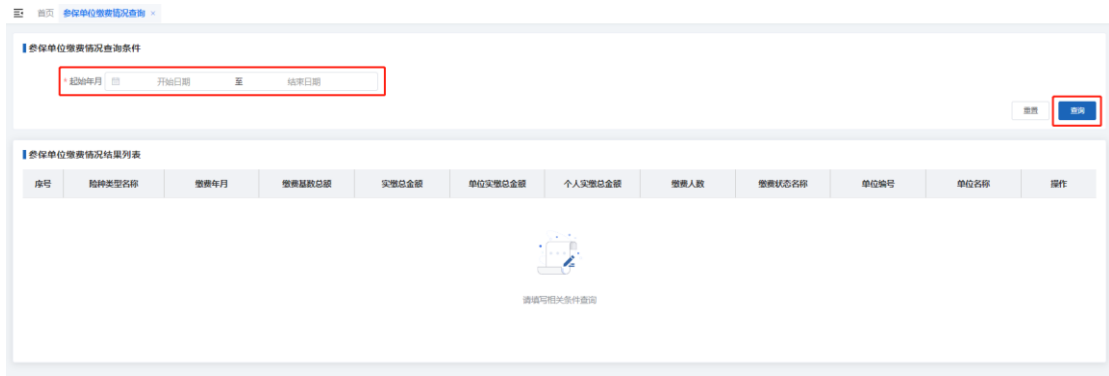 首页 参保单位缴费情况查询 ×
参保单位缴费情况查询条件
* 起始年月 开始日期 至 结束日期
重置 查询
参保单位缴费情况结果列表
序号 险种类型名称 缴费年月 缴费基数总额 实缴总金额 单位实缴总金额 个人实缴总金额 缴费人数 缴费状态名称 单位编号 单位名称 操作
请填写相关条件查询